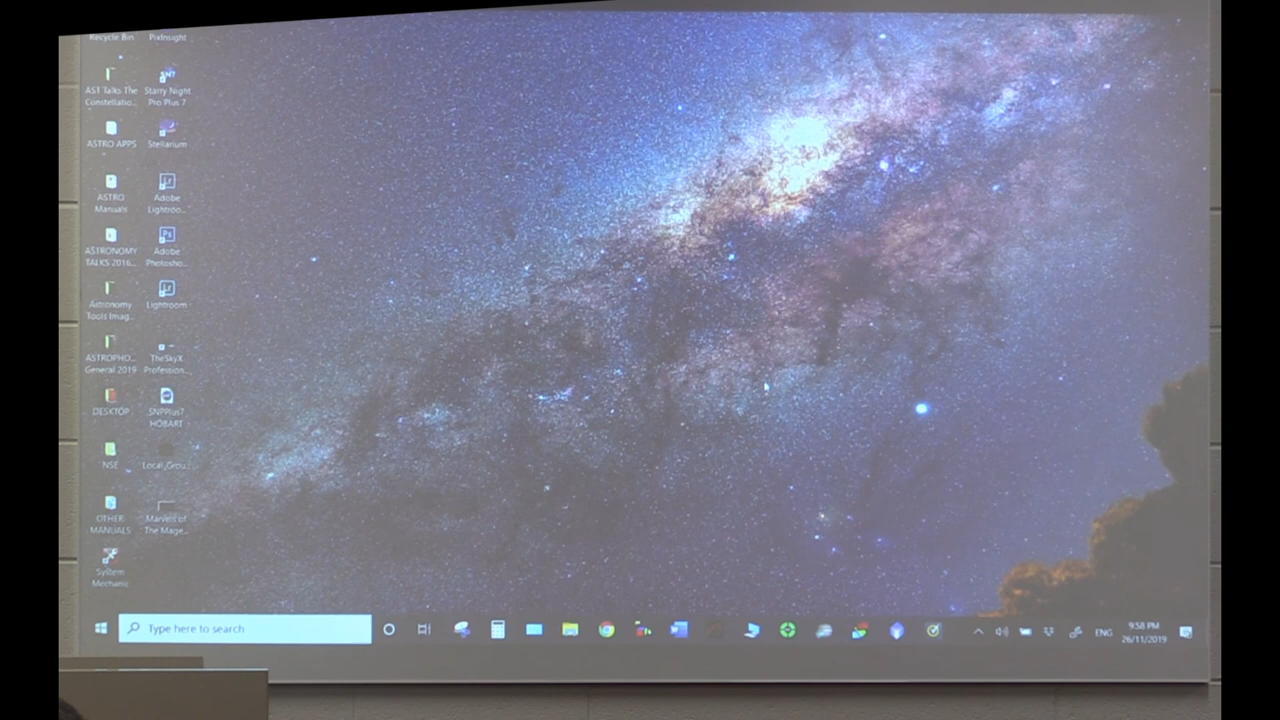 Recycle Bin
PixInsight
AST Talks The
Constellatio...
Starry Night
Pro Plus 7
ASTRO APPS
Stellarium
ASTRO
Manuals
Adobe
Lightroo...
ASTRONOMY
TALKS 2016...
Adobe
Photosho...
Astronomy
Tools Imag...
Lightroom
ASTROPHO...
General 2019
TheSkyX
Profession...
DESKTOP
SNPPlus7
HOBART
NSE
Local_Grou...
OTHER
MANUALS
Marvels of
The Mage...
System
Mechanic
Type here to search
ENG
9:58 PM
26/11/2019